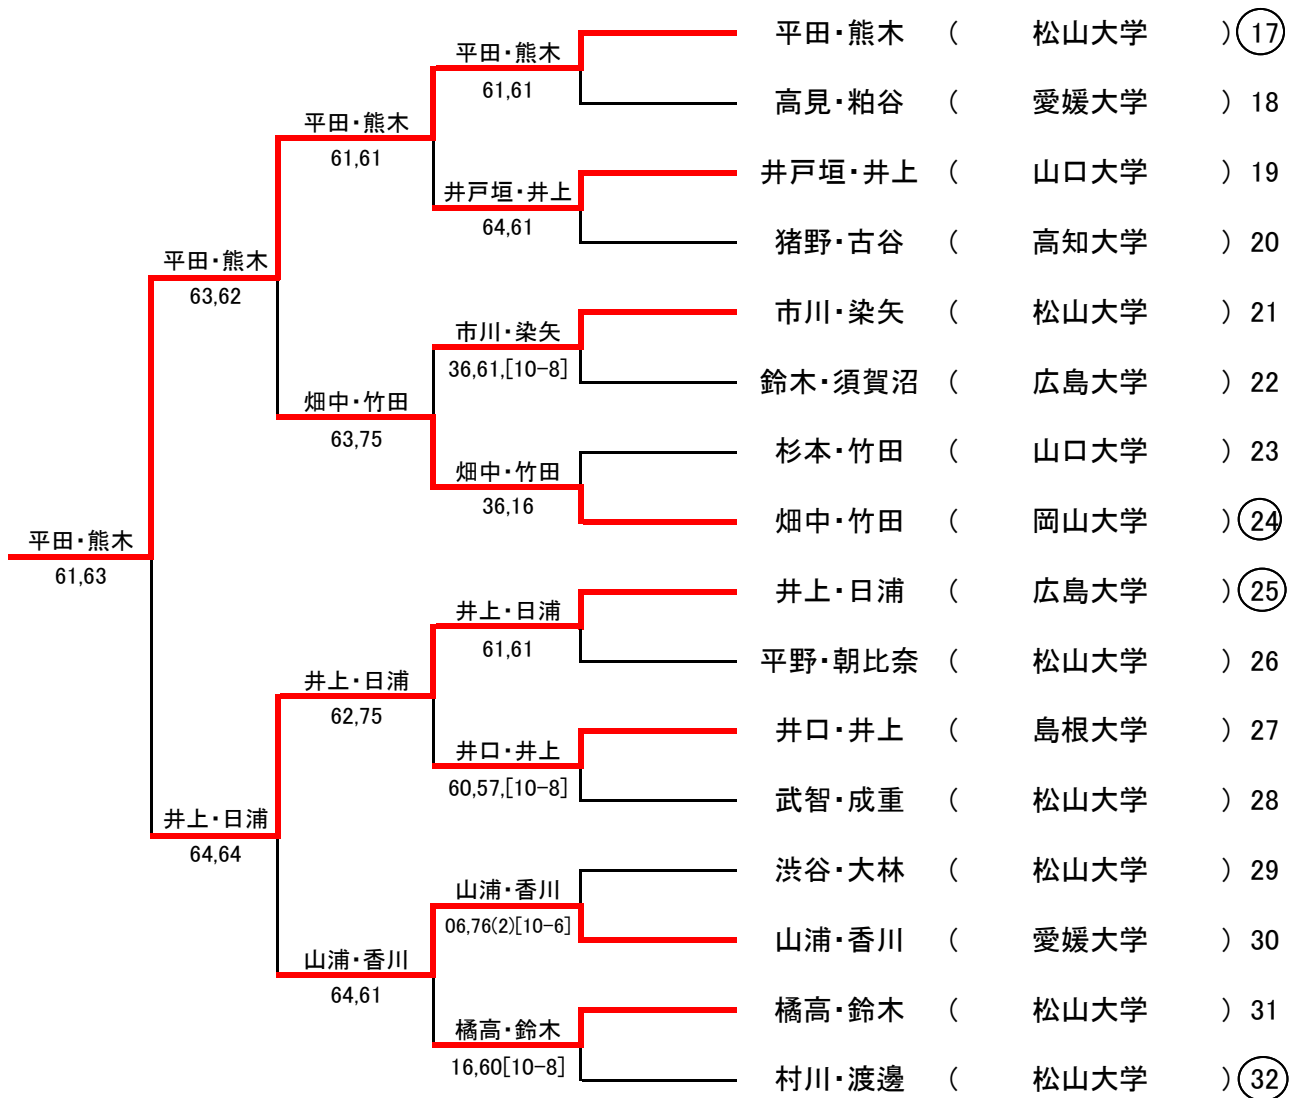 平田・熊木 ( 松山大学 ) 17
平田・熊木
61,61
高見・粕谷 ( 愛媛大学 ) 18
平田・熊木
61,61
井戸垣・井上 ( 山口大学 ) 19
井戸垣・井上
64,61
猪野・古谷 ( 高知大学 ) 20
平田・熊木
63,62
市川・染矢 ( 松山大学 ) 21
市川・染矢
36,61,[10-8]
鈴木・須賀沼 ( 広島大学 ) 22
畑中・竹田
63,75
杉本・竹田 ( 山口大学 ) 23
畑中・竹田
36,16
畑中・竹田 ( 岡山大学 ) 24
平田・熊木
61,63
井上・日浦 ( 広島大学 ) 25
井上・日浦
61,61
平野・朝比奈 ( 松山大学 ) 26
井上・日浦
62,75
井口・井上 ( 島根大学 ) 27
井口・井上
60,57,[10-8]
武智・成重 ( 松山大学 ) 28
井上・日浦
64,64
渋谷・大林 ( 松山大学 ) 29
山浦・香川
06,76(2)[10-6]
山浦・香川 ( 愛媛大学 ) 30
山浦・香川
64,61
橘高・鈴木 ( 松山大学 ) 31
橘高・鈴木
16,60[10-8]
村川・渡邊 ( 松山大学 ) 32